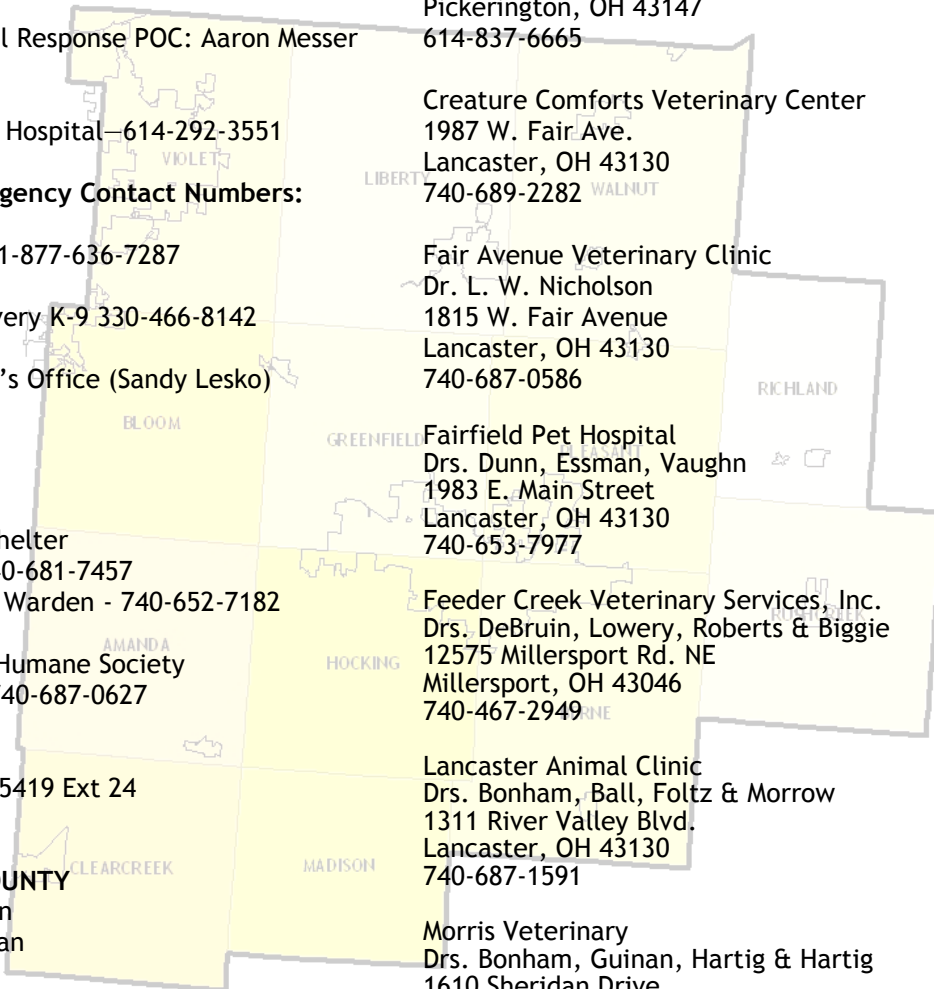 l Response POC: Aaron Messer
Hospital—614-292-3551
gency Contact Numbers:
1-877-636-7287
very K-9 330-466-8142
’s Office (Sandy Lesko)
helter
0-681-7457
Warden - 740-652-7182
Humane Society
740-687-0627
5419 Ext 24
OUNTY
n
an
Pickerington, OH 43147
614-837-6665
Creature Comforts Veterinary Center
1987 W. Fair Ave.
Lancaster, OH 43130
740-689-2282
Fair Avenue Veterinary Clinic
Dr. L. W. Nicholson
1815 W. Fair Avenue
Lancaster, OH 43130
740-687-0586
Fairfield Pet Hospital
Drs. Dunn, Essman, Vaughn
1983 E. Main Street
Lancaster, OH 43130
740-653-7977
Feeder Creek Veterinary Services, Inc.
Drs. DeBruin, Lowery, Roberts & Biggie
12575 Millersport Rd. NE
Millersport, OH 43046
740-467-2949
Lancaster Animal Clinic
Drs. Bonham, Ball, Foltz & Morrow
1311 River Valley Blvd.
Lancaster, OH 43130
740-687-1591
Morris Veterinary
Drs. Bonham, Guinan, Hartig & Hartig
1610 Sheridan Drive
VIOLET
LIBERTY
WALNUT
BLOOM
GREENFIELD
PLEASANT
RICHLAND
AMANDA
HOCKING
RUSHCREEK
CLEARCREEK
MADISON